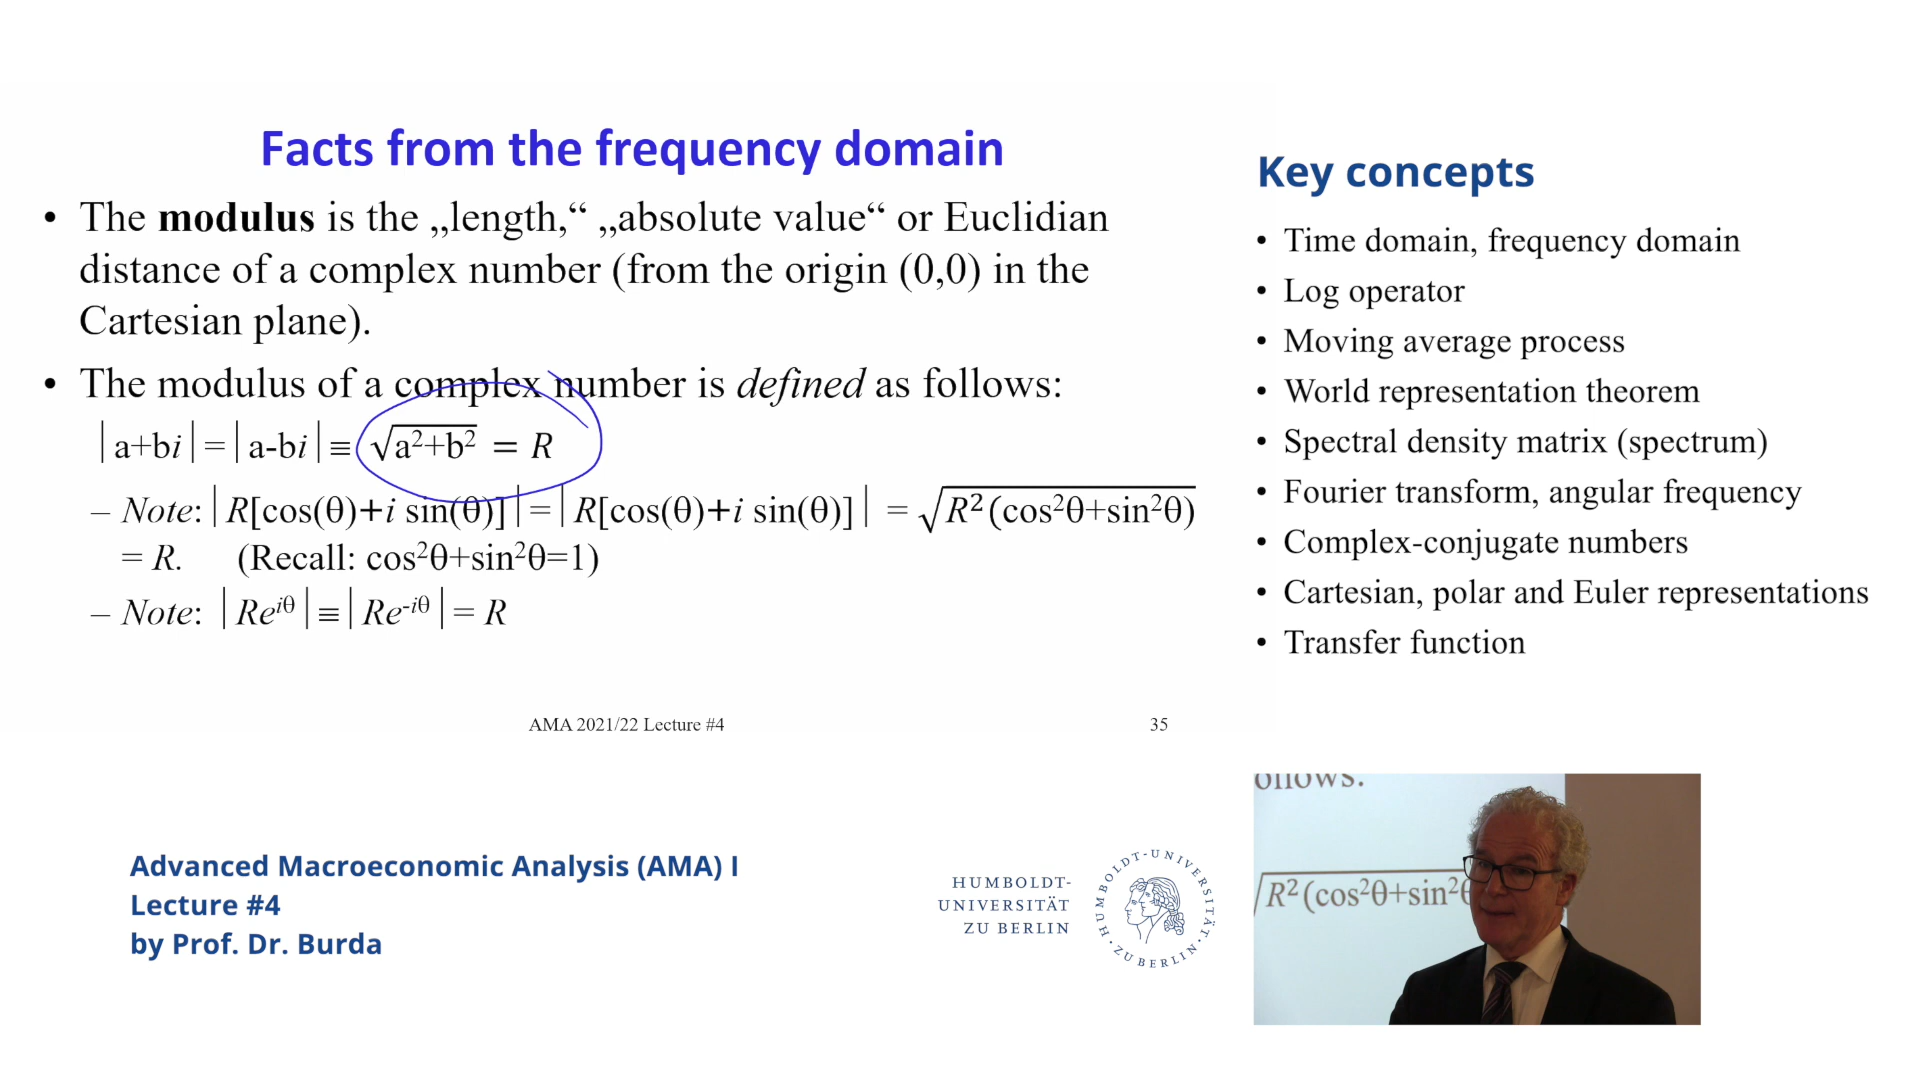 Facts from the frequency domain
• The modulus is the „length,“ „absolute value“ or Euclidian
distance of a complex number (from the origin (0,0) in the
Cartesian plane).
• The modulus of a complex number is defined as follows:
|a+bi|=|a-bi|≡ √a²+b² = R
– Note: |R[cos(θ)+i sin(θ)]|=|R[cos(θ)+i sin(θ)]| = √R²(cos²θ+sin²θ)
= R. (Recall: cos²θ+sin²θ=1)
– Note: |Re^iθ|≡|Re^-iθ|= R
AMA 2021/22 Lecture #4
35
Key concepts
• Time domain, frequency domain
• Log operator
• Moving average process
• World representation theorem
• Spectral density matrix (spectrum)
• Fourier transform, angular frequency
• Complex-conjugate numbers
• Cartesian, polar and Euler representations
• Transfer function
Advanced Macroeconomic Analysis (AMA) I
Lecture #4
by Prof. Dr. Burda
HUMBOLDT-
UNIVERSITÄT
ZU BERLIN
HUMBOLDT-UNIVERSITÄT · ZU BERLIN ·
ollows:
√R²(cos²θ+sin²θ